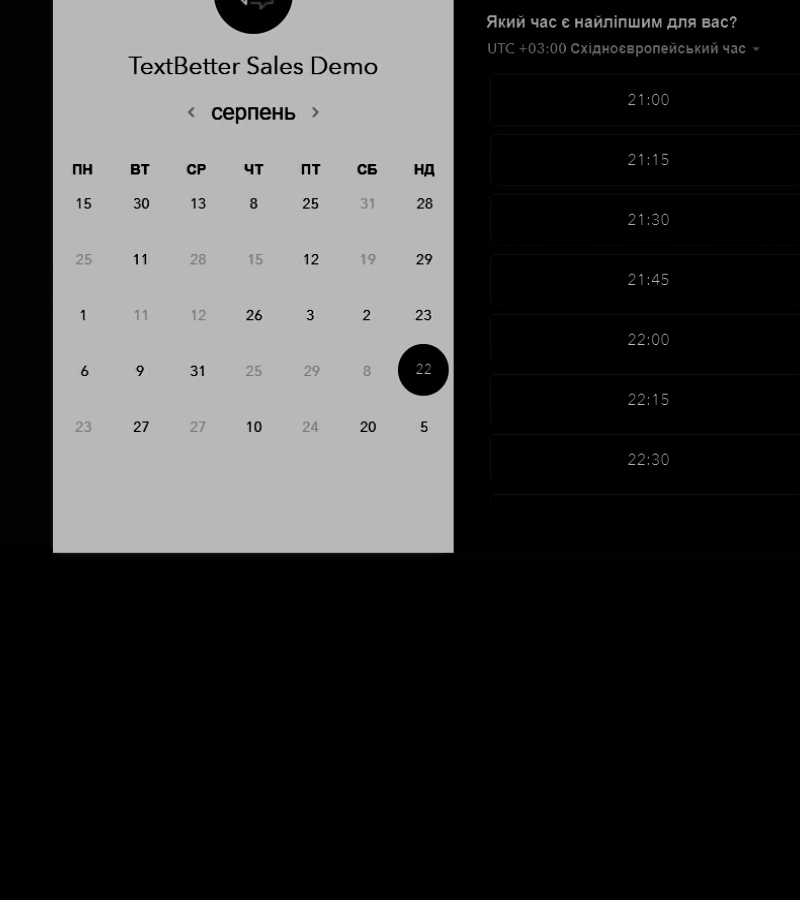 TextBetter Sales Demo
серпень
ПН ВТ СР ЧТ ПТ СБ НД
15 30 13 8 25 31 28
25 11 28 15 12 19 29
1 11 12 26 3 2 23
6 9 31 25 29 8 22
23 27 27 10 24 20 5
Який час є найліпшим для вас?
UTC +03:00 Східноєвропейський час
21:00
21:15
21:30
21:45
22:00
22:15
22:30